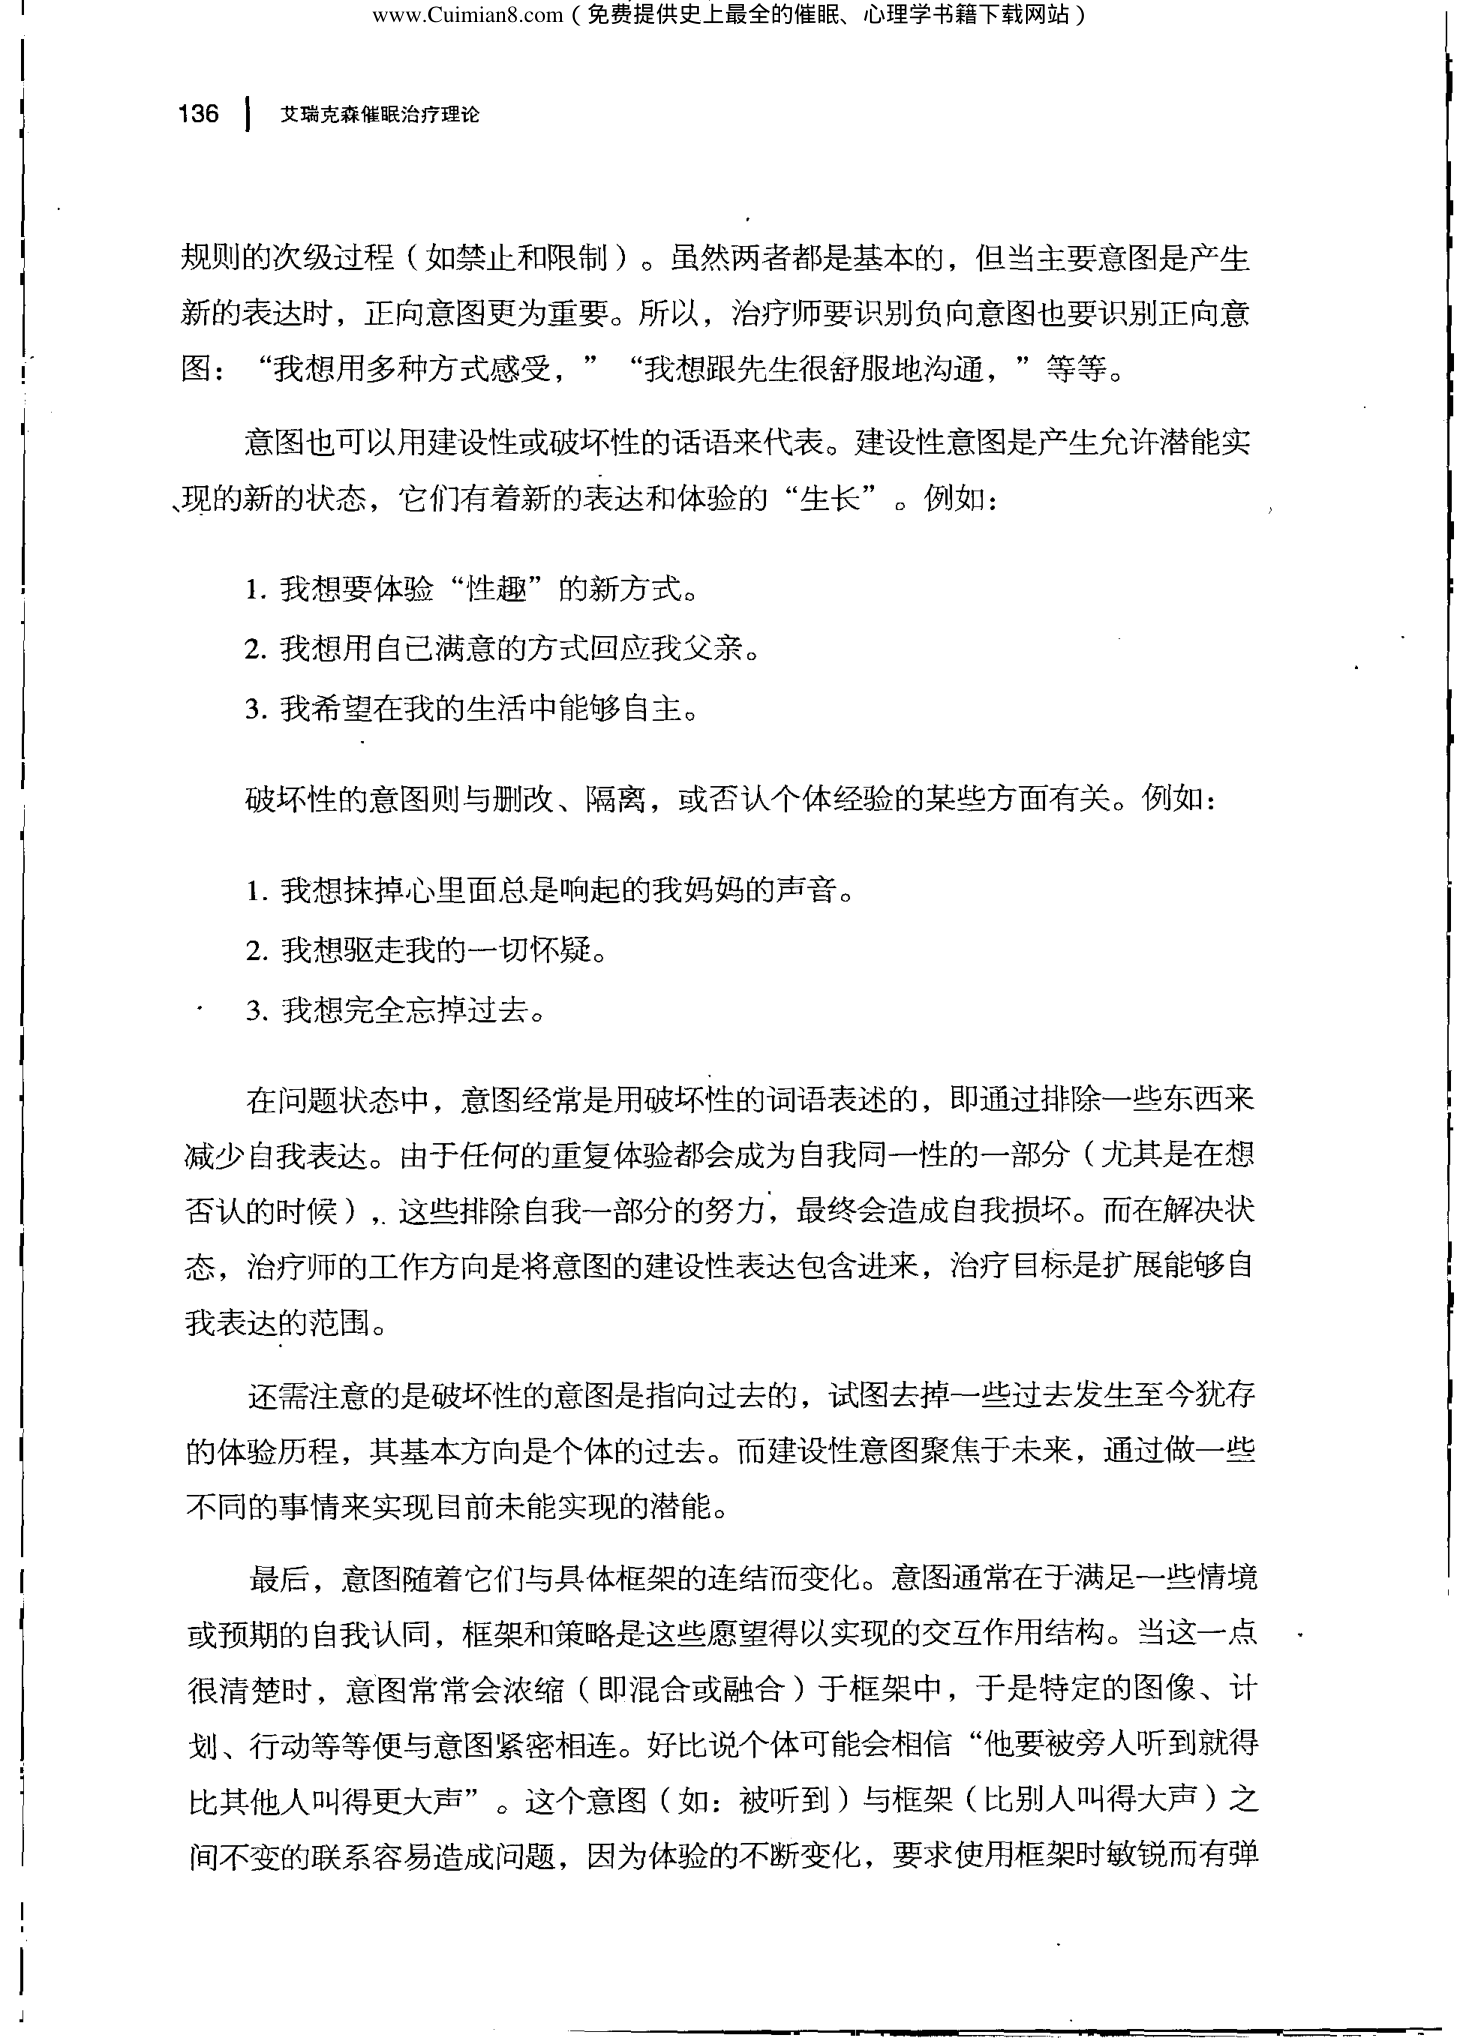 www.Cuimian8.com（免费提供史上最全的催眠、心理学书籍下载网站）
136 艾瑞克森催眠治疗理论
规则的次级过程（如禁止和限制）。虽然两者都是基本的，但当主要意图是产生
新的表达时，正向意图更为重要。所以，治疗师要识别负向意图也要识别正向意
图：“我想用多种方式感受，”“我想跟先生很舒服地沟通，”等等。
意图也可以用建设性或破坏性的话语来代表。建设性意图是产生允许潜能实
现的新的状态，它们有着新的表达和体验的“生长”。例如：
1. 我想要体验“性趣”的新方式。
2. 我想用自己满意的方式回应我父亲。
3. 我希望在我的生活中能够自主。
破坏性的意图则与删改、隔离，或否认个体经验的某些方面有关。例如：
1. 我想抹掉心里面总是响起的我妈妈的声音。
2. 我想驱走我的一切怀疑。
3. 我想完全忘掉过去。
在问题状态中，意图经常是用破坏性的词语表述的，即通过排除一些东西来
减少自我表达。由于任何的重复体验都会成为自我同一性的一部分（尤其是在想
否认的时候），这些排除自我一部分的努力，最终会造成自我损坏。而在解决状
态，治疗师的工作方向是将意图的建设性表达包含进来，治疗目标是扩展能够自
我表达的范围。
还需注意的是破坏性的意图是指向过去的，试图去掉一些过去发生至今犹存
的体验历程，其基本方向是个体的过去。而建设性意图聚焦于未来，通过做一些
不同的事情来实现目前未能实现的潜能。
最后，意图随着它们与具体框架的连结而变化。意图通常在于满足一些情境
或预期的自我认同，框架和策略是这些愿望得以实现的交互作用结构。当这一点
很清楚时，意图常常会浓缩（即混合或融合）于框架中，于是特定的图像、计
划、行动等等便与意图紧密相连。好比说个体可能会相信“他要被旁人听到就得
比其他人叫得更大声”。这个意图（如：被听到）与框架（比别人叫得大声）之
间不变的联系容易造成问题，因为体验的不断变化，要求使用框架时敏锐而有弹